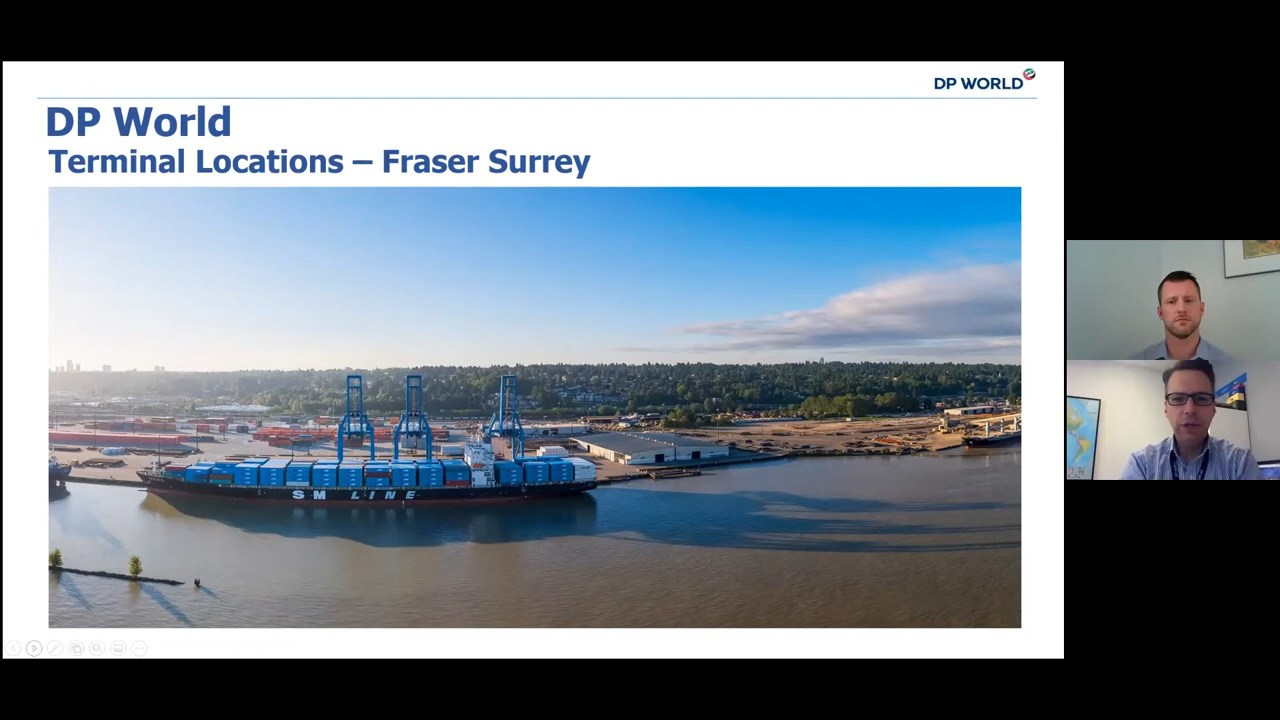 DP WORLD
DP World
Terminal Locations – Fraser Surrey
SM LINE